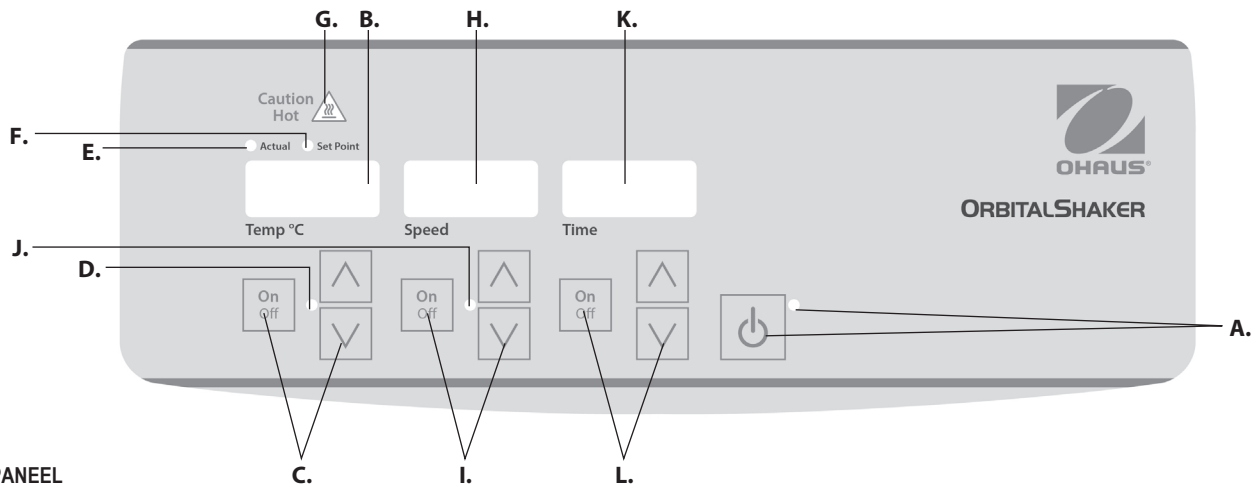 G. B. H. K.
Caution
Hot
F.
E.
Actual Set Point
OHAUS®
ORBITALSHAKER
Temp °C Speed Time
J.
D.
On
Off
On
Off
On
Off
A.
C. I. L.
PANEEL